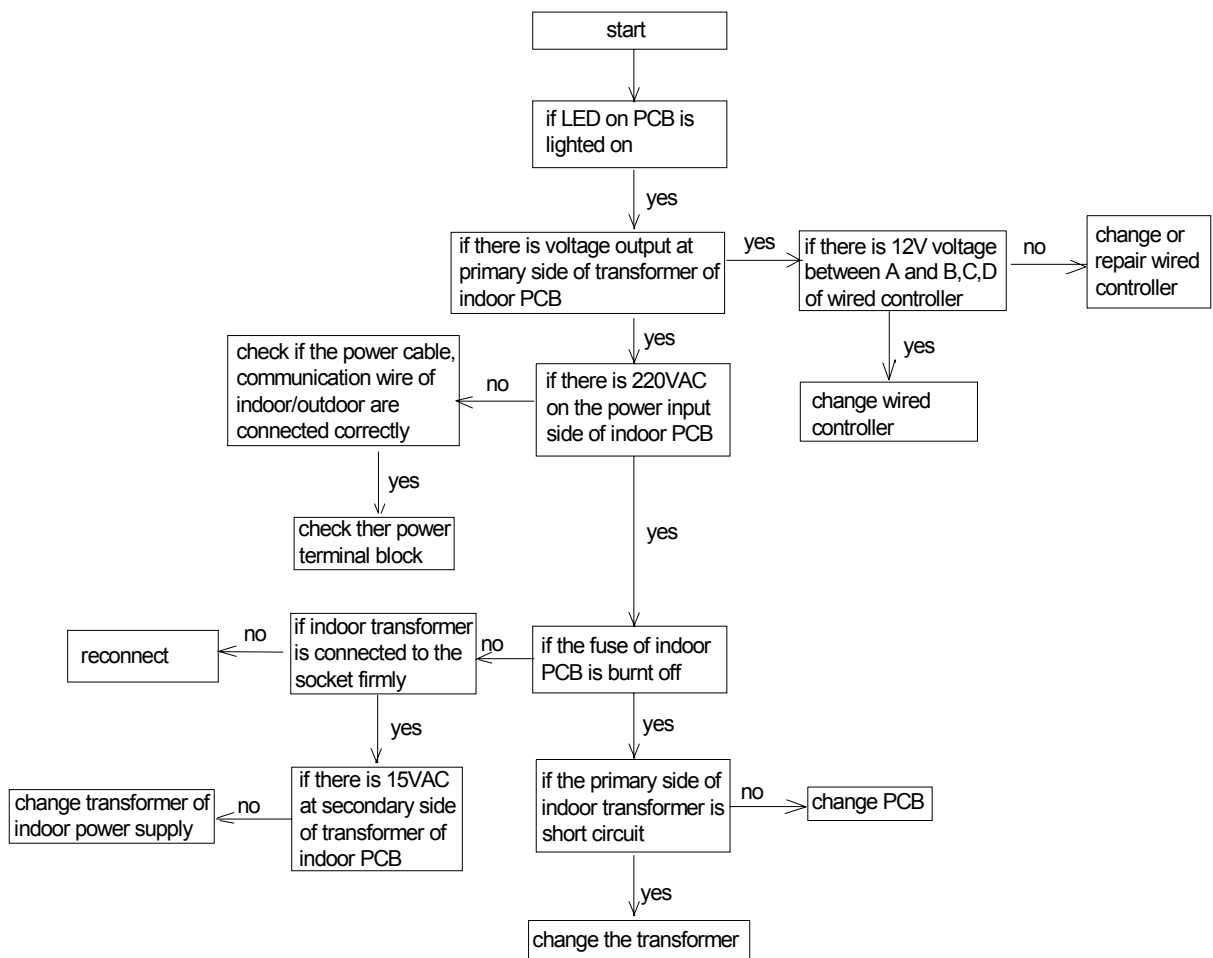 start
if LED on PCB is
lighted on
yes
if there is voltage output at
primary side of transformer of
indoor PCB
yes
if there is 12V voltage
between A and B,C,D
of wired controller
no
change or
repair wired
controller
yes
change wired
controller
yes
if there is 220VAC
on the power input
side of indoor PCB
no
check if the power cable,
communication wire of
indoor/outdoor are
connected correctly
yes
check ther power
terminal block
yes
if the fuse of indoor
PCB is burnt off
no
if indoor transformer
is connected to the
socket firmly
no
reconnect
yes
if there is 15VAC
at secondary side
of transformer of
indoor PCB
no
change transformer of
indoor power supply
yes
if the primary side of
indoor transformer is
short circuit
no
change PCB
yes
change the transformer